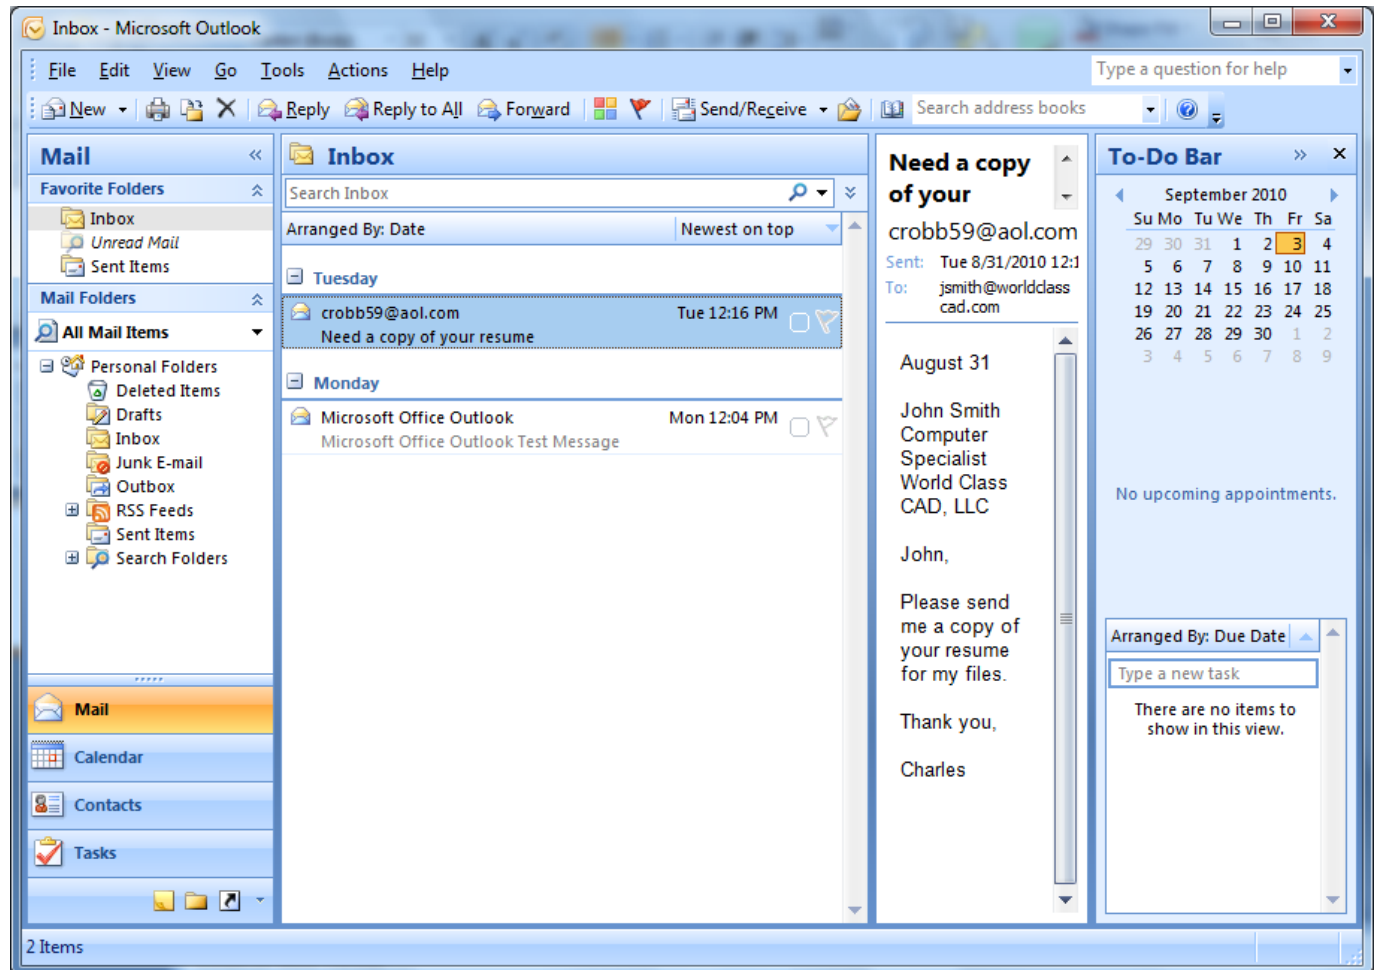 Inbox - Microsoft Outlook
File Edit View Go Tools Actions Help
Type a question for help
New Reply Reply to All Forward Send/Receive Search address books
Mail
Favorite Folders
Inbox
Unread Mail
Sent Items
Mail Folders
All Mail Items
Personal Folders
Deleted Items
Drafts
Inbox
Junk E-mail
Outbox
RSS Feeds
Sent Items
Search Folders
Mail
Calendar
Contacts
Tasks
2 Items
Inbox
Search Inbox
Arranged By: Date Newest on top
Tuesday
crobb59@aol.com Tue 12:16 PM
Need a copy of your resume
Monday
Microsoft Office Outlook Mon 12:04 PM
Microsoft Office Outlook Test Message
Need a copy
of your
crobb59@aol.com
Sent: Tue 8/31/2010 12:1
To: jsmith@worldclass
cad.com
August 31
John Smith
Computer
Specialist
World Class
CAD, LLC
John,
Please send
me a copy of
your resume
for my files.
Thank you,
Charles
To-Do Bar
September 2010
Su Mo Tu We Th Fr Sa
29 30 31 1 2 3 4
5 6 7 8 9 10 11
12 13 14 15 16 17 18
19 20 21 22 23 24 25
26 27 28 29 30 1 2
3 4 5 6 7 8 9
No upcoming appointments.
Arranged By: Due Date
Type a new task
There are no items to
show in this view.